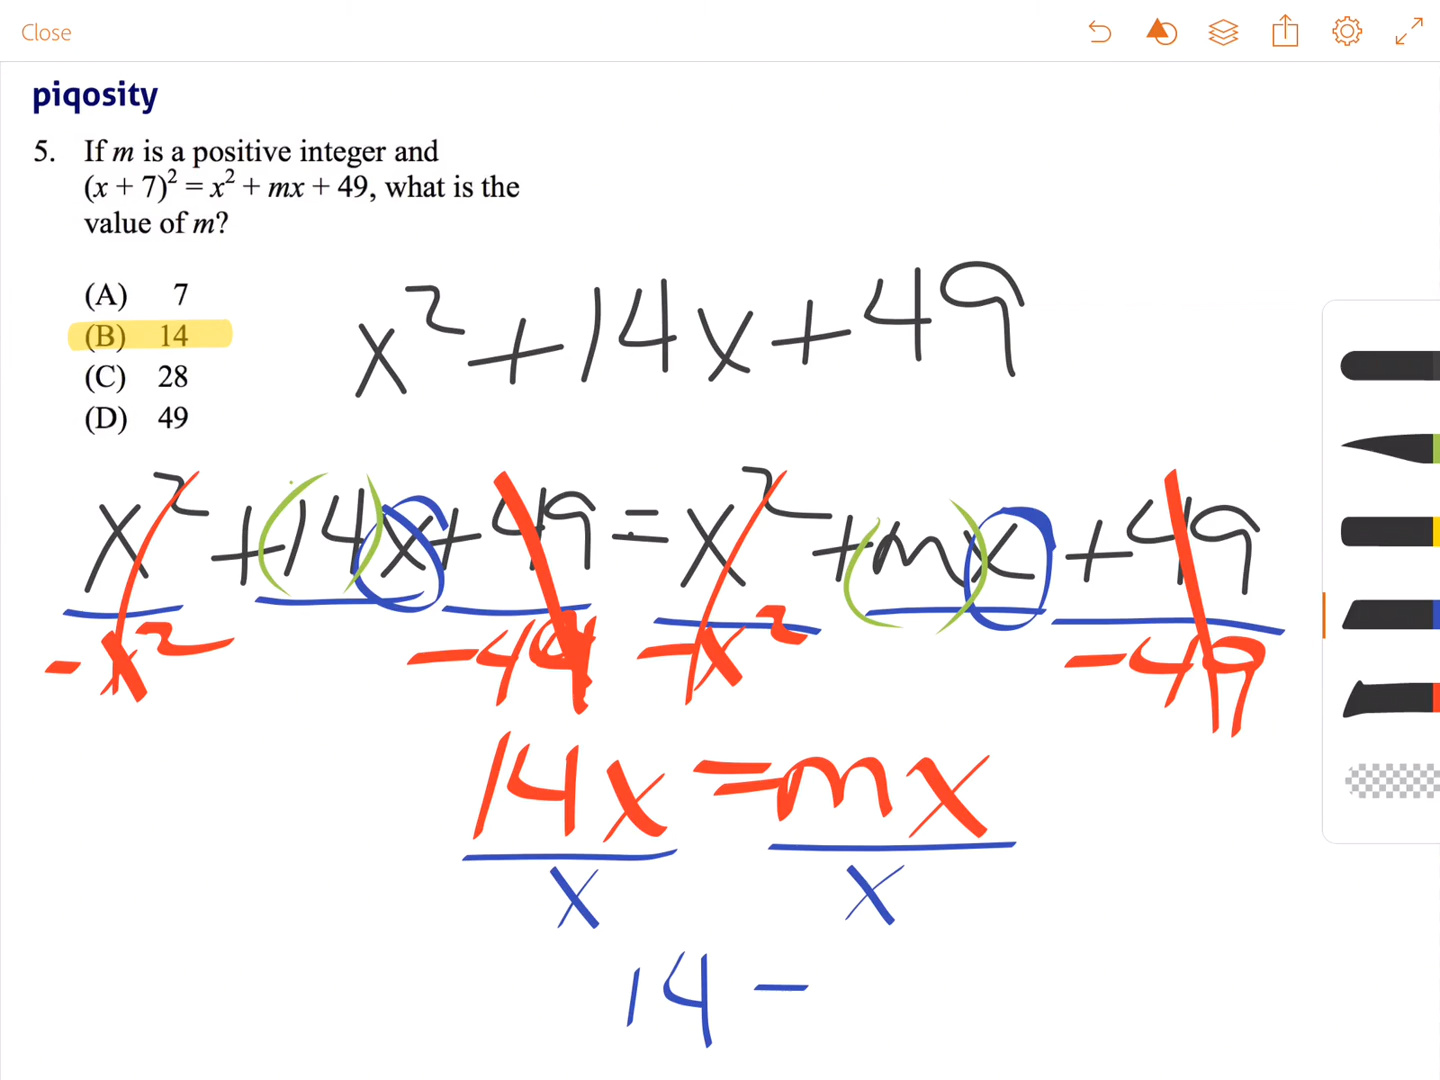 Close
piqosity
5. If m is a positive integer and
(x + 7)² = x² + mx + 49, what is the
value of m?
(A) 7
(B) 14
(C) 28
(D) 49
x² + 14x + 49
x² + 14x + 49 = x² + mx + 49
-x² -49 -x² -49
14x = mx
x x
14 -